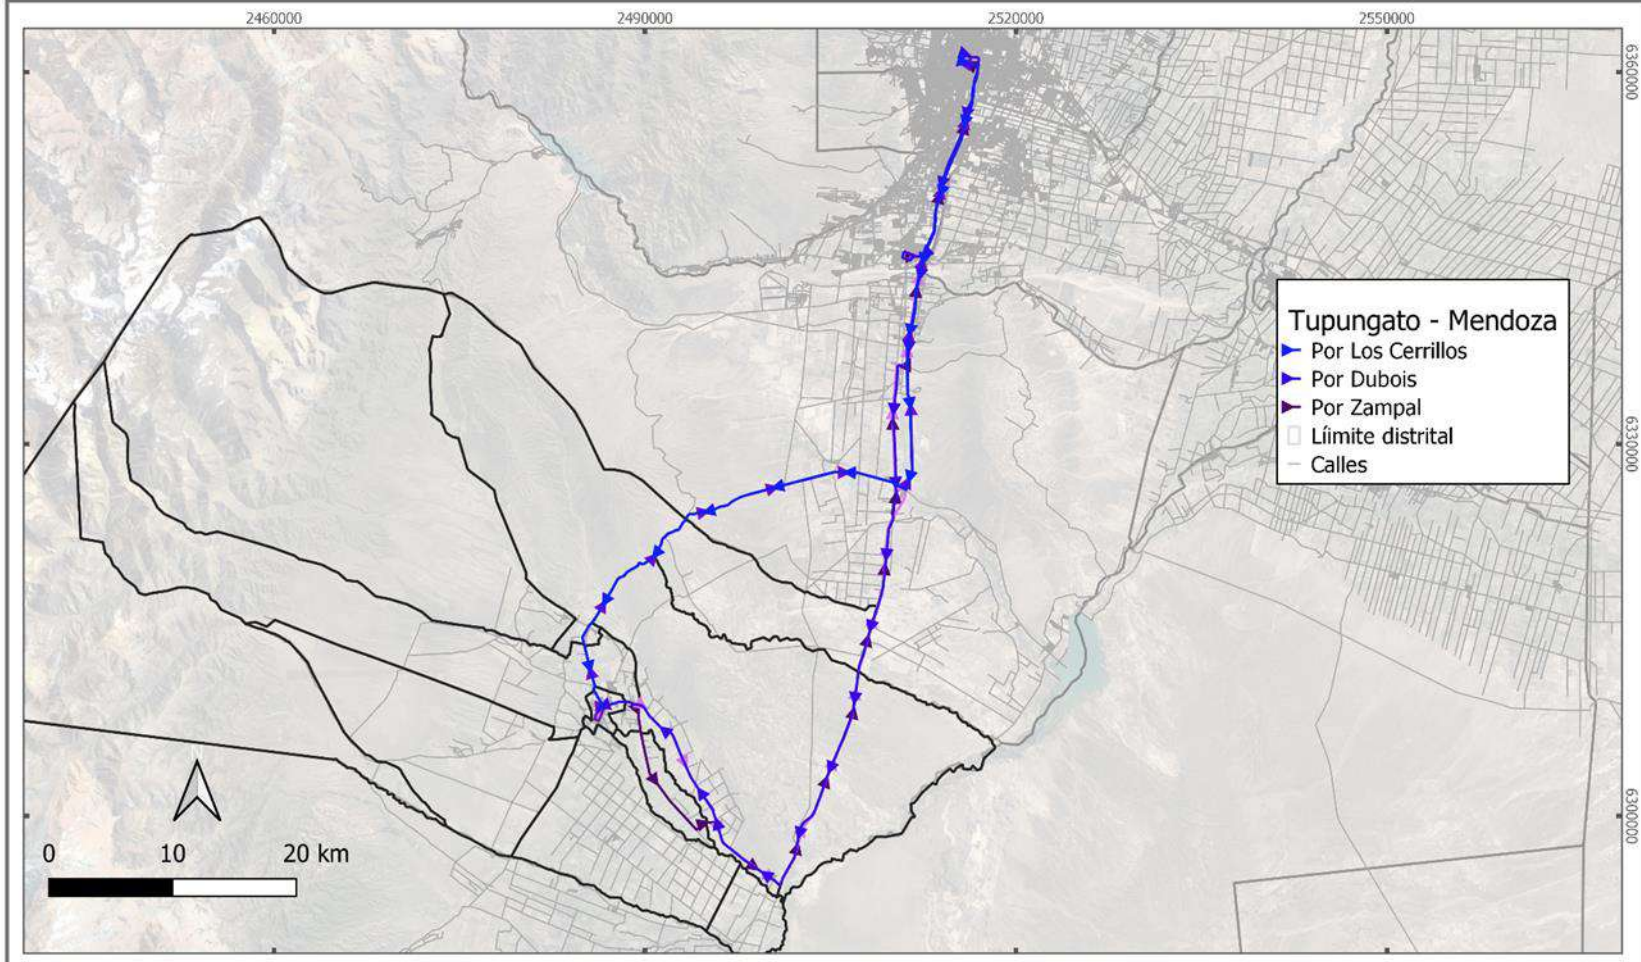 2460000 2490000 2520000 2550000
6360000
Tupungato - Mendoza
Por Los Cerrillos
Por Dubois
Por Zampal
Líimite distrital
Calles
6330000
6300000
0 10 20 km